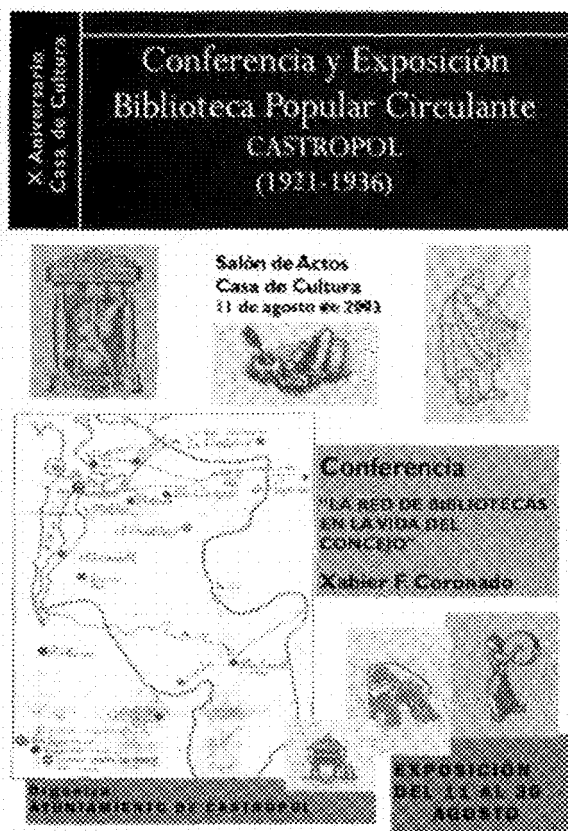 X Aniversario
Casa de Cultura
Conferencia y Exposición
Biblioteca Popular Circulante
CASTROPOL
(1921-1936)
Salón de Actos
Casa de Cultura
11 de agosto de
Conferencia
"LA RED DE BIBLIOTECAS
EN LA VIDA DEL
CONCEJO"
Xabier F. Coronado
Organiza
AYUNTAMIENTO DE CASTROPOL
EXPOSICIÓN
DEL 11 AL 30
AGOSTO